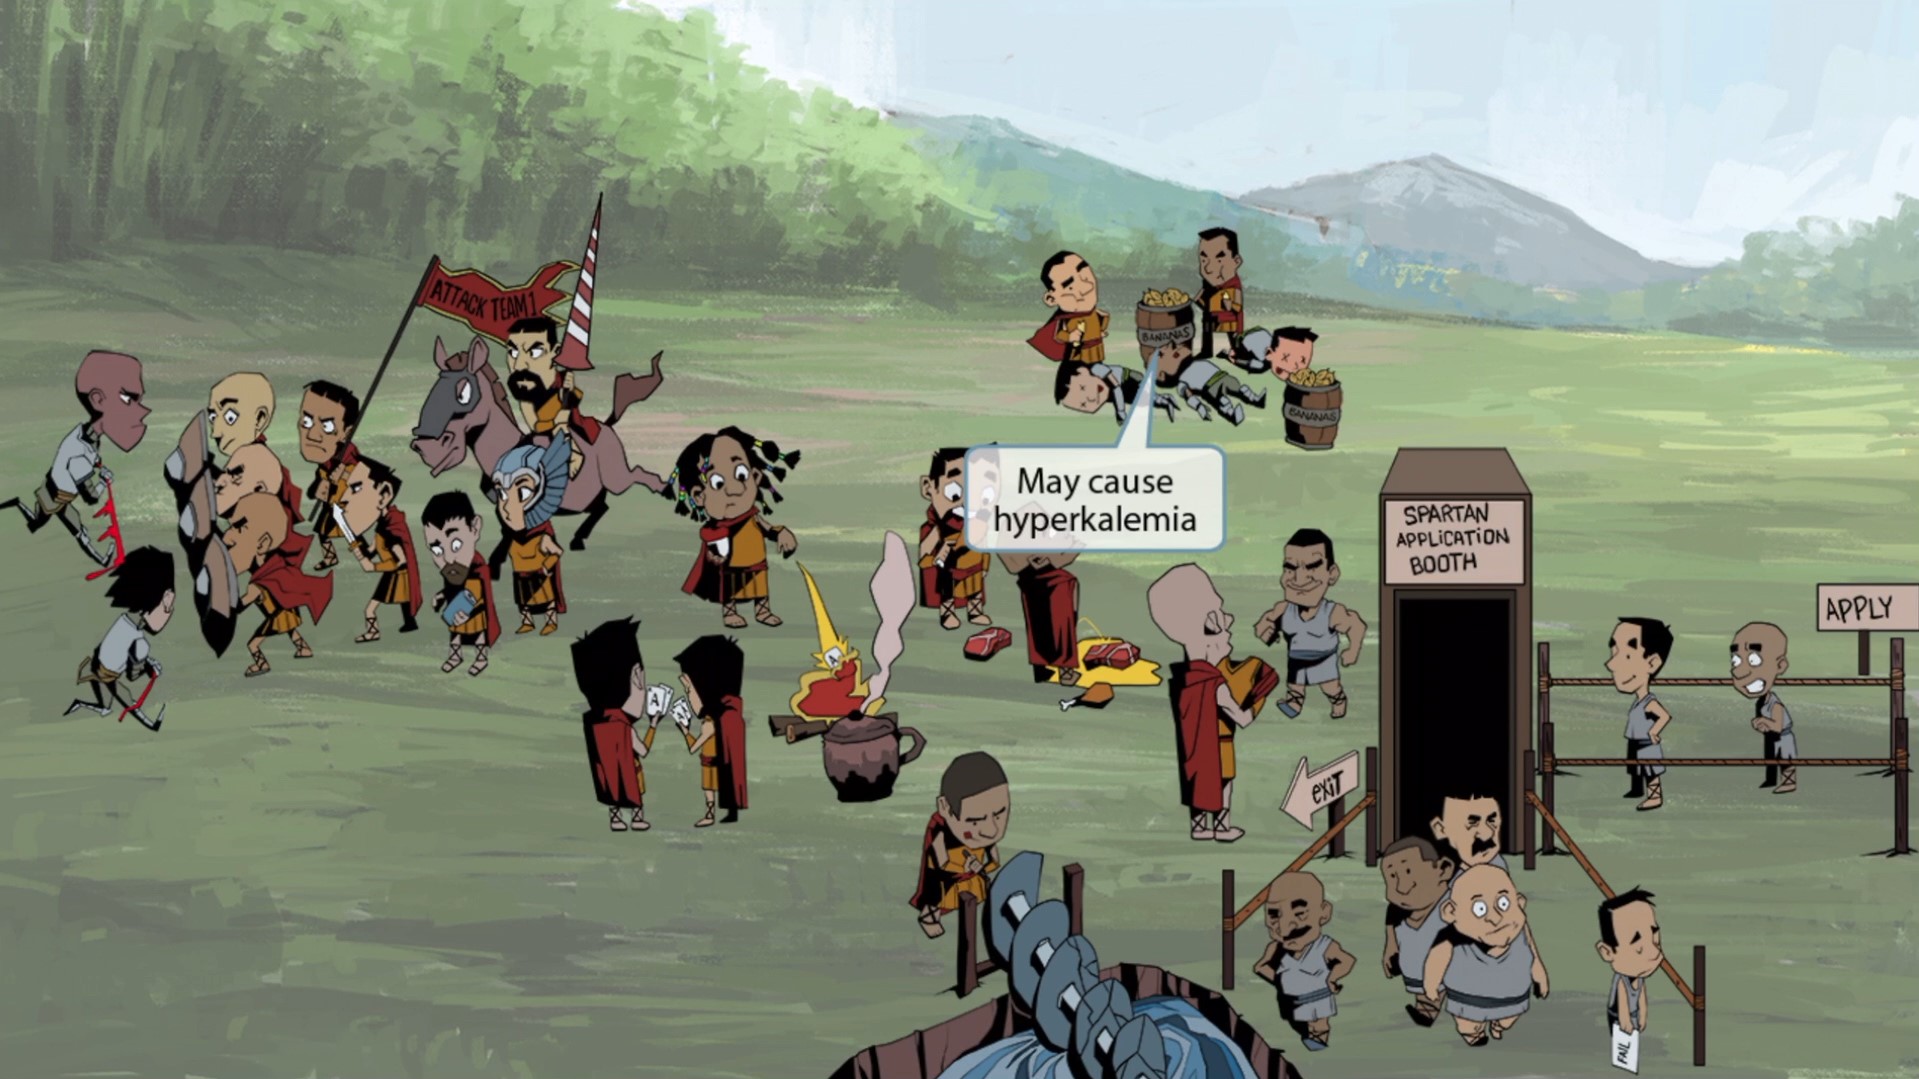 ATTACK TEAM 1
BANANAS
BANANAS
May cause
hyperkalemia
SPARTAN
APPLICATION
BOOTH
APPLY
A
A
EXIT
FAIL